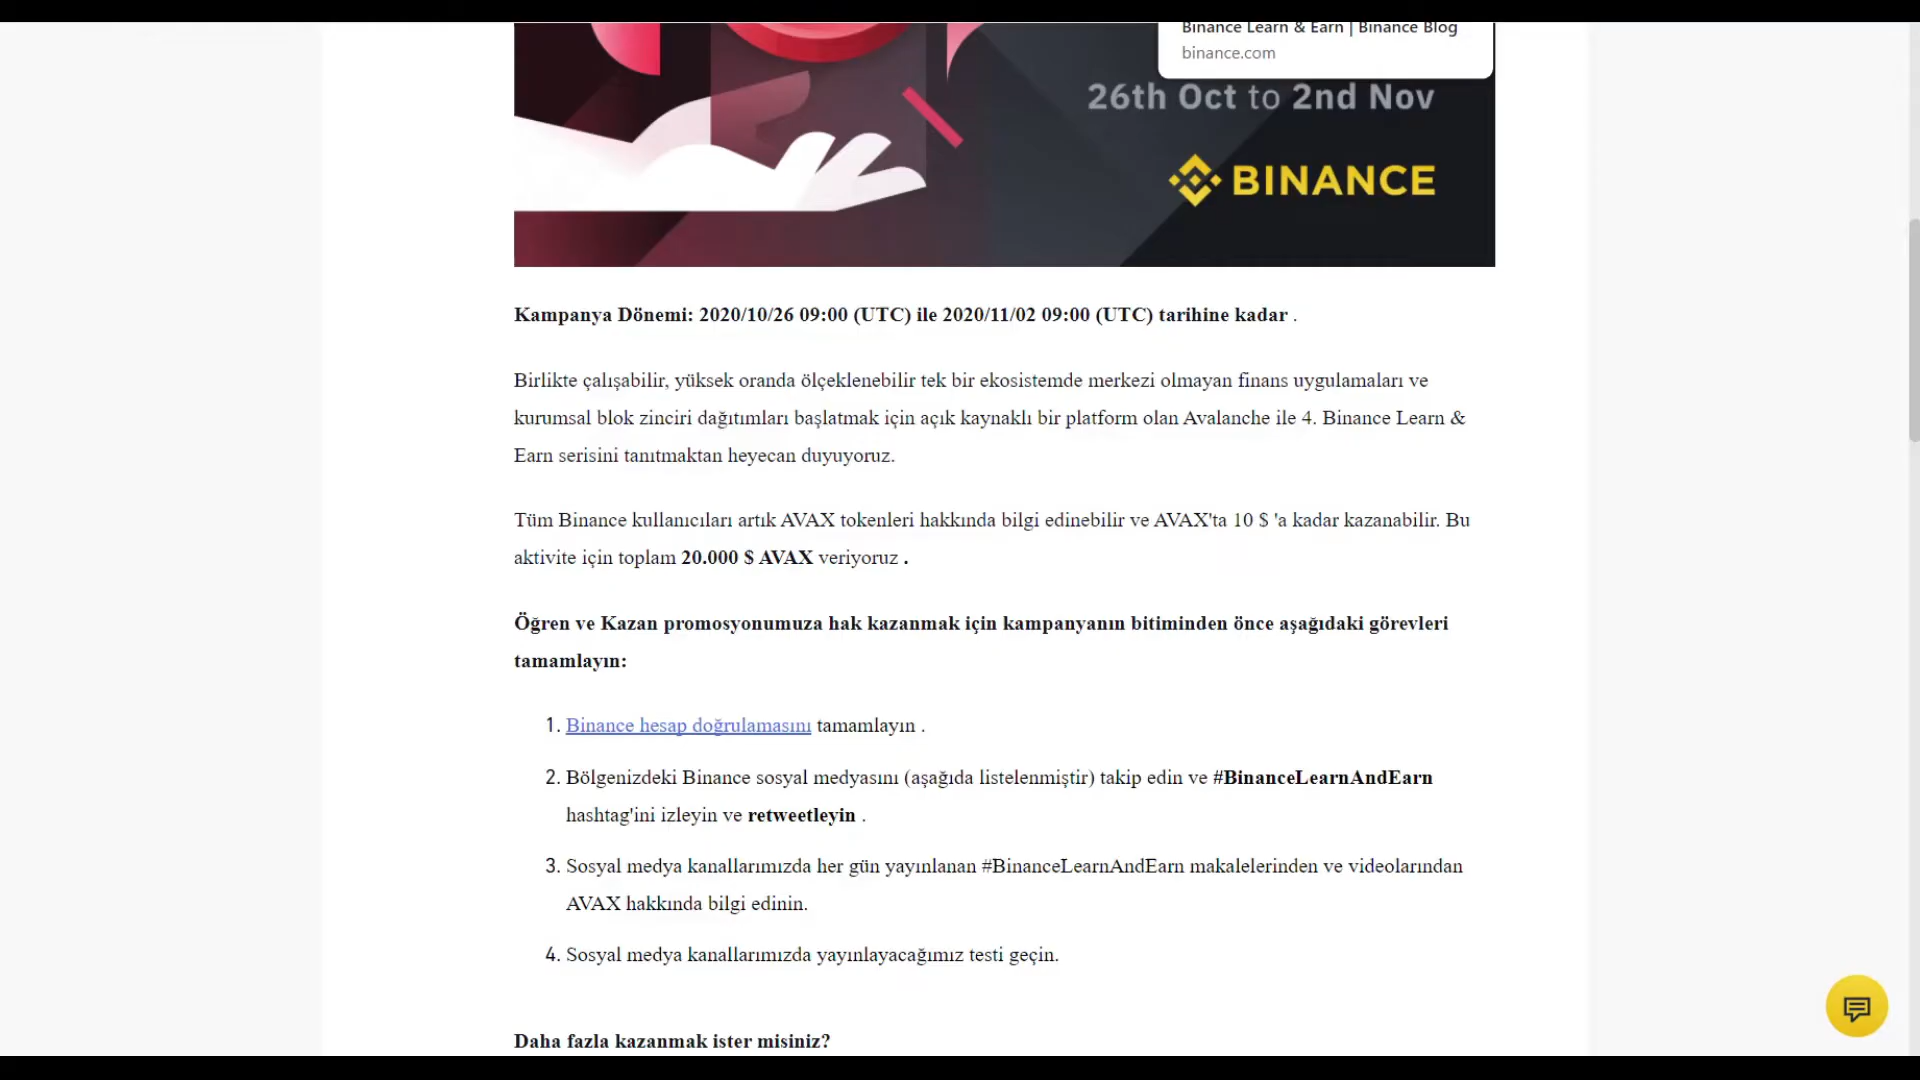 Binance Learn & Earn | Binance Blog
binance.com
26th Oct to 2nd Nov
BINANCE
Kampanya Dönemi: 2020/10/26 09:00 (UTC) ile 2020/11/02 09:00 (UTC) tarihine kadar .
Birlikte çalışabilir, yüksek oranda ölçeklenebilir tek bir ekosistemde merkezi olmayan finans uygulamaları ve
kurumsal blok zinciri dağıtımları başlatmak için açık kaynaklı bir platform olan Avalanche ile 4. Binance Learn &
Earn serisini tanıtmaktan heyecan duyuyoruz.
Tüm Binance kullanıcıları artık AVAX tokenleri hakkında bilgi edinebilir ve AVAX'ta 10 $ 'a kadar kazanabilir. Bu
aktivite için toplam 20.000 $ AVAX veriyoruz .
Öğren ve Kazan promosyonumuza hak kazanmak için kampanyanın bitiminden önce aşağıdaki görevleri
tamamlayın:
1. Binance hesap doğrulamasını tamamlayın .
2. Bölgenizdeki Binance sosyal medyasını (aşağıda listelenmiştir) takip edin ve #BinanceLearnAndEarn
hashtag'ini izleyin ve retweetleyin .
3. Sosyal medya kanallarımızda her gün yayınlanan #BinanceLearnAndEarn makalelerinden ve videolarından
AVAX hakkında bilgi edinin.
4. Sosyal medya kanallarımızda yayınlayacağımız testi geçin.
Daha fazla kazanmak ister misiniz?